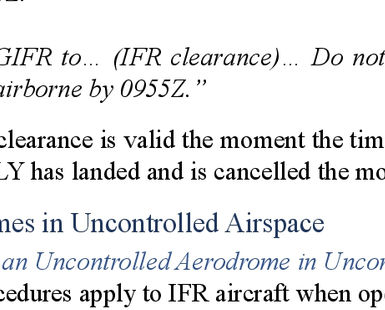 GIFR to… (IFR clearance)… Do not
airborne by 0955Z.”
clearance is valid the moment the tim
LY has landed and is cancelled the mo
mes in Uncontrolled Airspace
an Uncontrolled Aerodrome in Uncon
cedures apply to IFR aircraft when ope